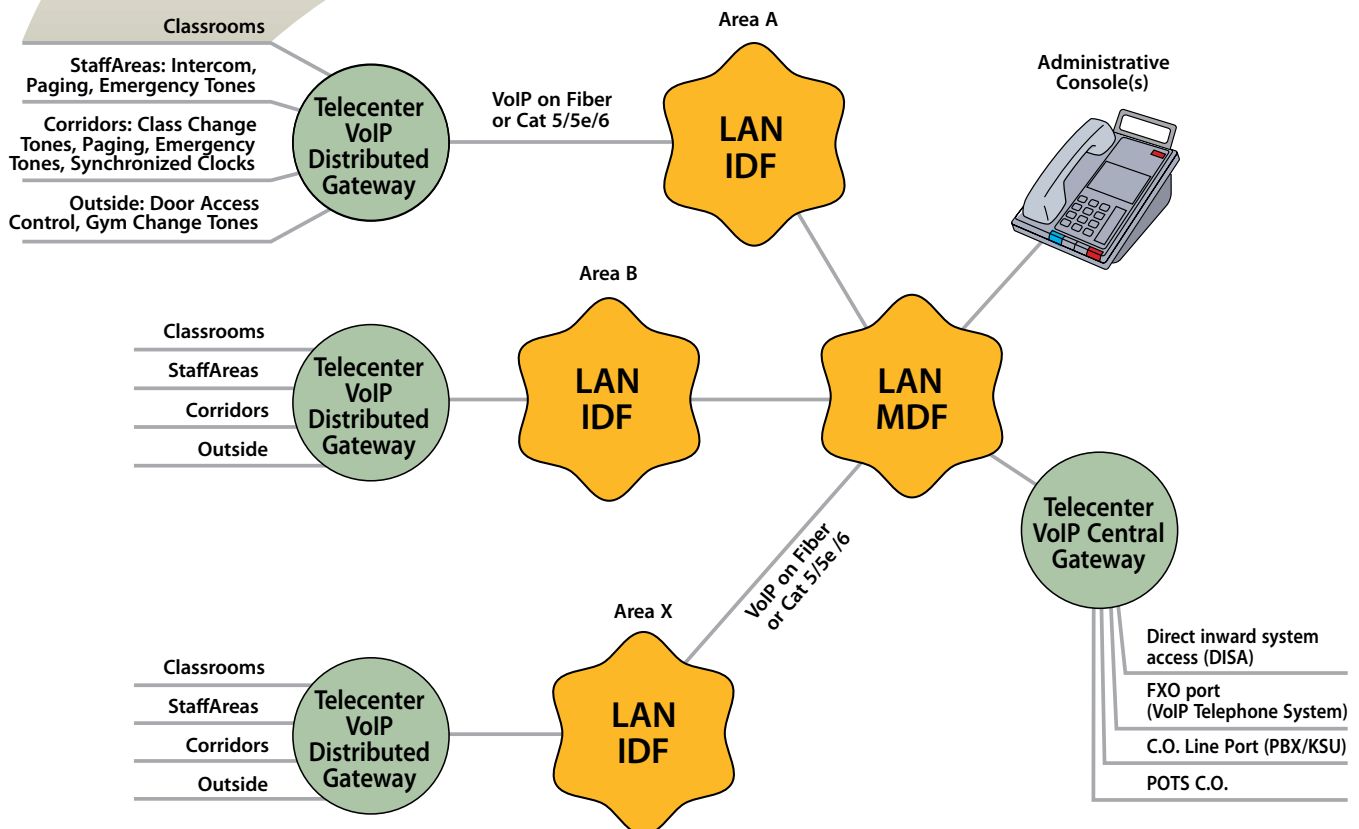 Classrooms
StaffAreas: Intercom,
Paging, Emergency Tones
Corridors: Class Change
Tones, Paging, Emergency
Tones, Synchronized Clocks
Outside: Door Access
Control, Gym Change Tones
Telecenter
VoIP
Distributed
Gateway
VoIP on Fiber
or Cat 5/5e/6
Area A
LAN
IDF
Administrative
Console(s)
Classrooms
StaffAreas
Corridors
Outside
Telecenter
VoIP
Distributed
Gateway
Area B
LAN
IDF
LAN
MDF
VoIP on Fiber
or Cat 5/5e /6
Telecenter
VoIP Central
Gateway
Direct inward system
access (DISA)
FXO port
(VoIP Telephone System)
C.O. Line Port (PBX/KSU)
POTS C.O.
Classrooms
StaffAreas
Corridors
Outside
Telecenter
VoIP
Distributed
Gateway
Area X
LAN
IDF